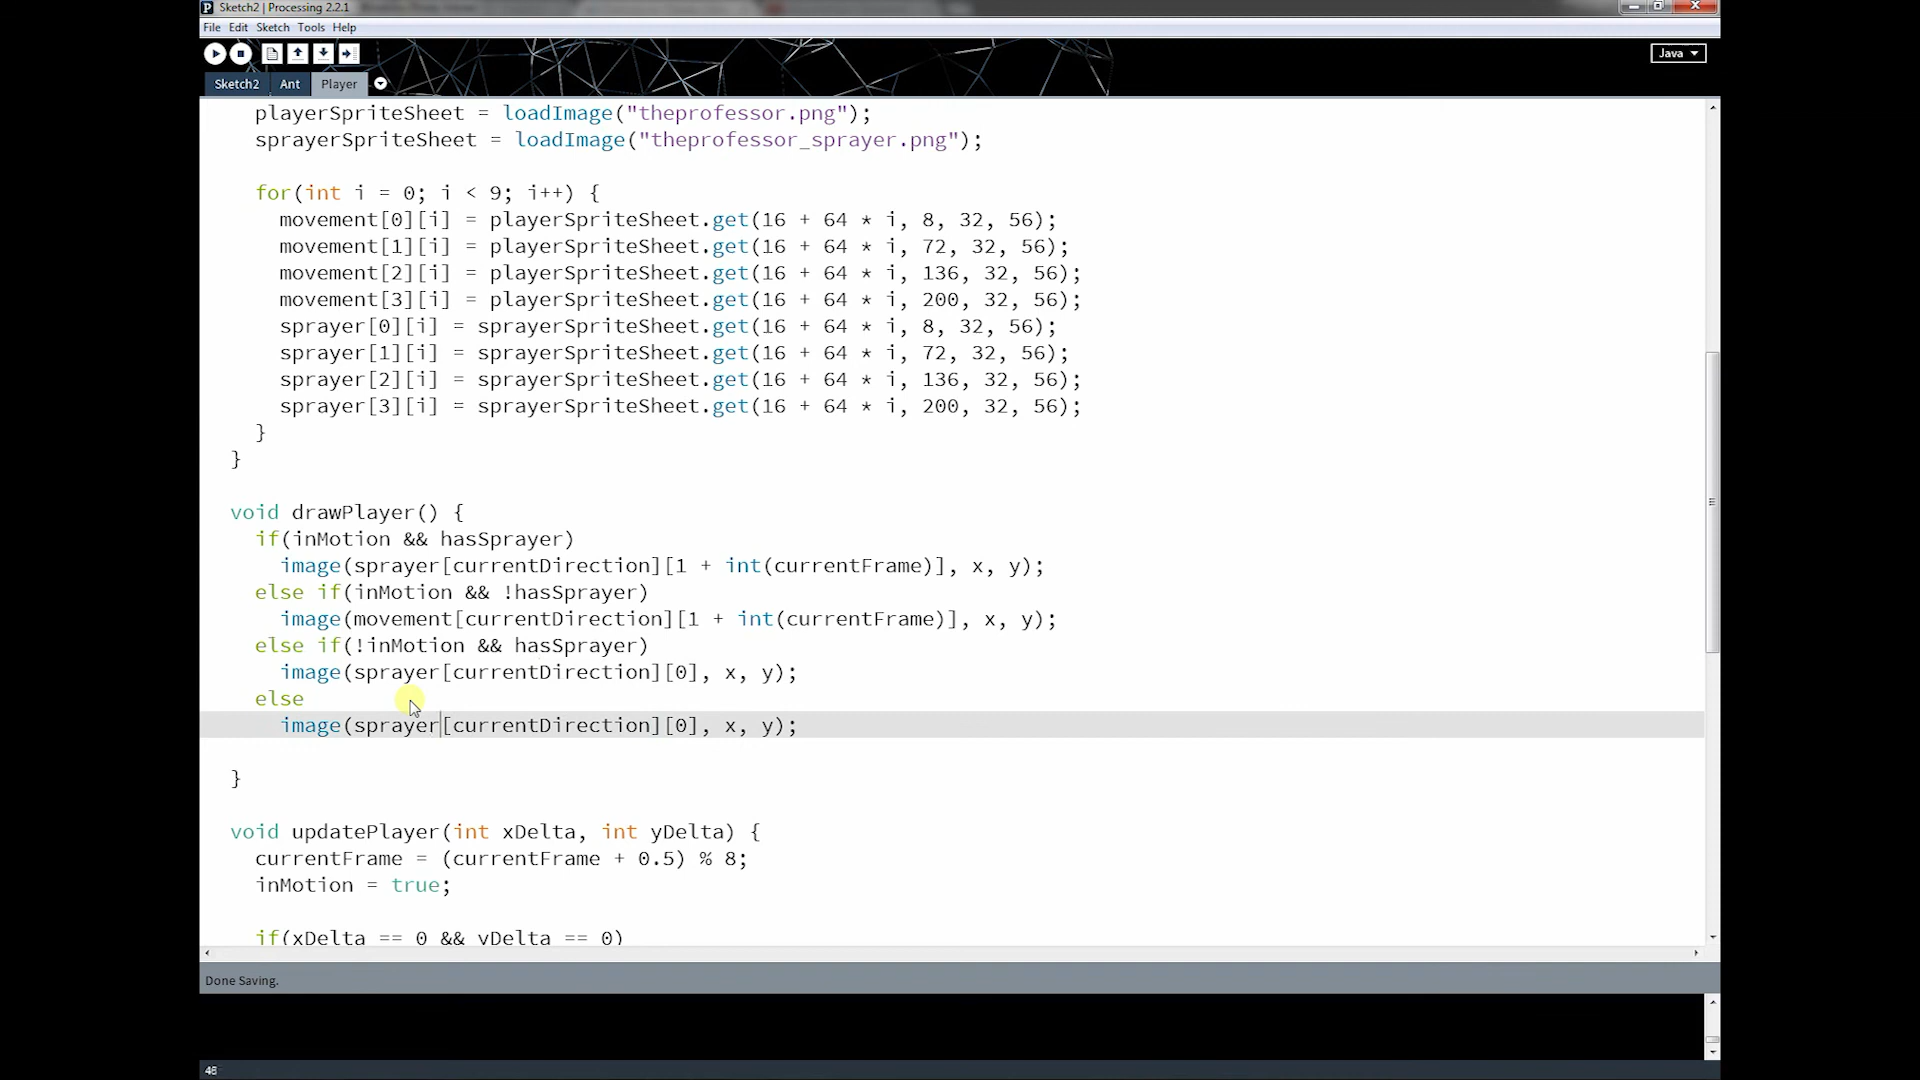 Sketch2 | Processing 2.2.1
File Edit Sketch Tools Help
Java
Sketch2 Ant Player
playerSpriteSheet = loadImage("theprofessor.png");
sprayerSpriteSheet = loadImage("theprofessor_sprayer.png");
for(int i = 0; i < 9; i++) {
movement[0][i] = playerSpriteSheet.get(16 + 64 * i, 8, 32, 56);
movement[1][i] = playerSpriteSheet.get(16 + 64 * i, 72, 32, 56);
movement[2][i] = playerSpriteSheet.get(16 + 64 * i, 136, 32, 56);
movement[3][i] = playerSpriteSheet.get(16 + 64 * i, 200, 32, 56);
sprayer[0][i] = sprayerSpriteSheet.get(16 + 64 * i, 8, 32, 56);
sprayer[1][i] = sprayerSpriteSheet.get(16 + 64 * i, 72, 32, 56);
sprayer[2][i] = sprayerSpriteSheet.get(16 + 64 * i, 136, 32, 56);
sprayer[3][i] = sprayerSpriteSheet.get(16 + 64 * i, 200, 32, 56);
}
}
void drawPlayer() {
if(inMotion && hasSprayer)
image(sprayer[currentDirection][1 + int(currentFrame)], x, y);
else if(inMotion && !hasSprayer)
image(movement[currentDirection][1 + int(currentFrame)], x, y);
else if(!inMotion && hasSprayer)
image(sprayer[currentDirection][0], x, y);
else
image(sprayer[currentDirection][0], x, y);
}
void updatePlayer(int xDelta, int yDelta) {
currentFrame = (currentFrame + 0.5) % 8;
inMotion = true;
if(xDelta == 0 && yDelta == 0)
Done Saving.
46